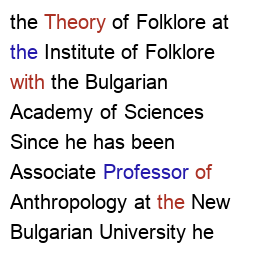 the Theory of Folklore at
the Institute of Folklore
with the Bulgarian
Academy of Sciences
Since he has been
Associate Professor of
Anthropology at the New
Bulgarian University he